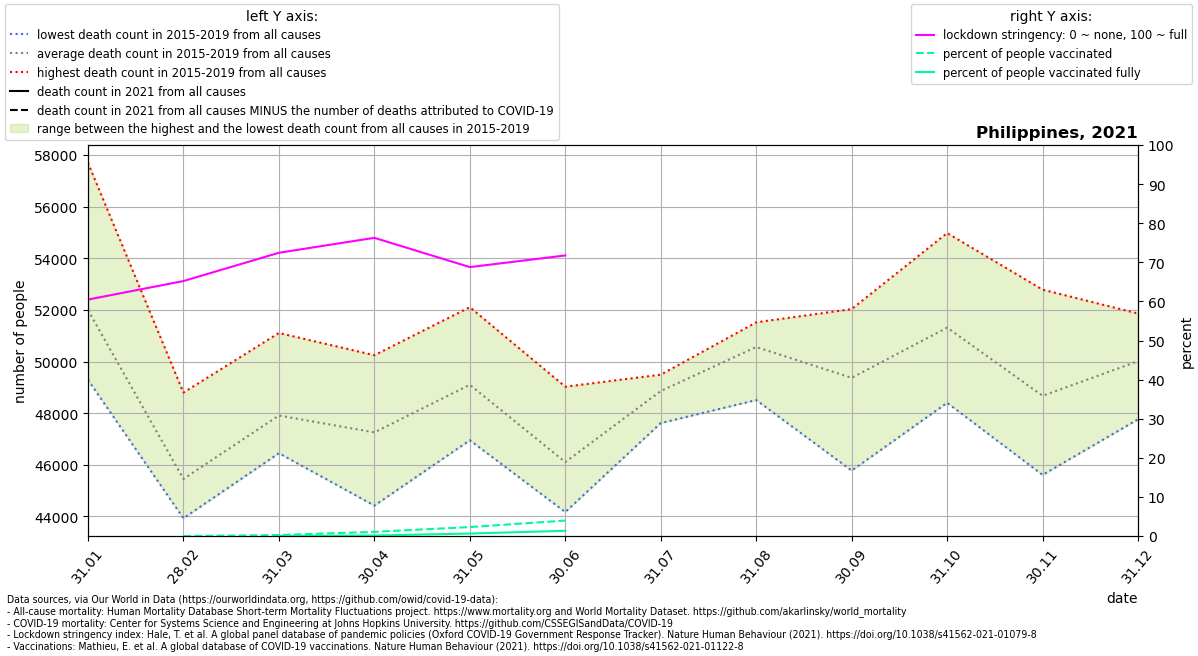 left Y axis:
lowest death count in 2015-2019 from all causes
average death count in 2015-2019 from all causes
highest death count in 2015-2019 from all causes
death count in 2021 from all causes
death count in 2021 from all causes MINUS the number of deaths attributed to COVID-19
range between the highest and the lowest death count from all causes in 2015-2019
right Y axis:
lockdown stringency: 0 ~ none, 100 ~ full
percent of people vaccinated
percent of people vaccinated fully
Philippines, 2021
number of people
58000
56000
54000
52000
50000
48000
46000
44000
100
90
80
70
60
50
40
30
20
10
0
percent
31.01
28.02
31.03
30.04
31.05
30.06
31.07
31.08
30.09
31.10
30.11
31.12
date
Data sources, via Our World in Data (https://ourworldindata.org, https://github.com/owid/covid-19-data):
- All-cause mortality: Human Mortality Database Short-term Mortality Fluctuations project. https://www.mortality.org and World Mortality Dataset. https://github.com/akarlinsky/world_mortality
- COVID-19 mortality: Center for Systems Science and Engineering at Johns Hopkins University. https://github.com/CSSEGISandData/COVID-19
- Lockdown stringency index: Hale, T. et al. A global panel database of pandemic policies (Oxford COVID-19 Government Response Tracker). Nature Human Behaviour (2021). https://doi.org/10.1038/s41562-021-01079-8
- Vaccinations: Mathieu, E. et al. A global database of COVID-19 vaccinations. Nature Human Behaviour (2021). https://doi.org/10.1038/s41562-021-01122-8